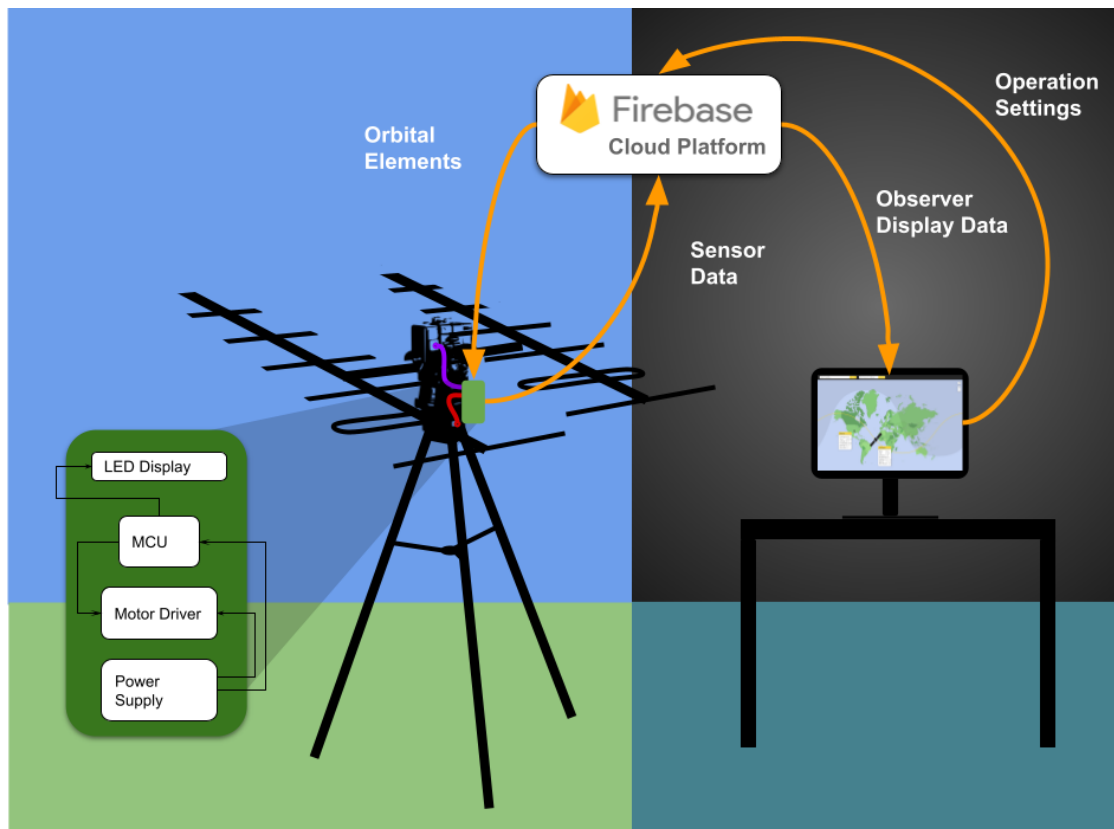 Firebase
Cloud Platform
Orbital
Elements
Operation
Settings
Observer
Display Data
Sensor
Data
LED Display
MCU
Motor Driver
Power
Supply